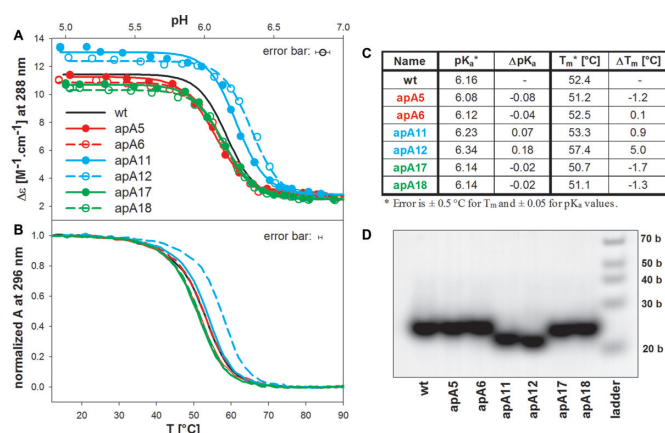 pH
5.0 5.5 6.0 6.5 7.0
A
error bar:
Δε [M⁻¹.cm⁻¹] at 288 nm
14
12
10
8
6
4
2
0
wt
apA5
apA6
apA11
apA12
apA17
apA18
B
error bar:
normalized A at 296 nm
1.0
0.8
0.6
0.4
0.2
0.0
20 30 40 50 60 70 80 90
T [°C]
C
Name pKₐ* ΔpKₐ Tₘ* [°C] ΔTₘ [°C]
wt 6.16 - 52.4 -
apA5 6.08 -0.08 51.2 -1.2
apA6 6.12 -0.04 52.5 0.1
apA11 6.23 0.07 53.3 0.9
apA12 6.34 0.18 57.4 5.0
apA17 6.14 -0.02 50.7 -1.7
apA18 6.14 -0.02 51.1 -1.3
* Error is ± 0.5 °C for Tₘ and ± 0.05 for pKₐ values.
D
70 b
50 b
40 b
30 b
20 b
wt apA5 apA6 apA11 apA12 apA17 apA18 ladder